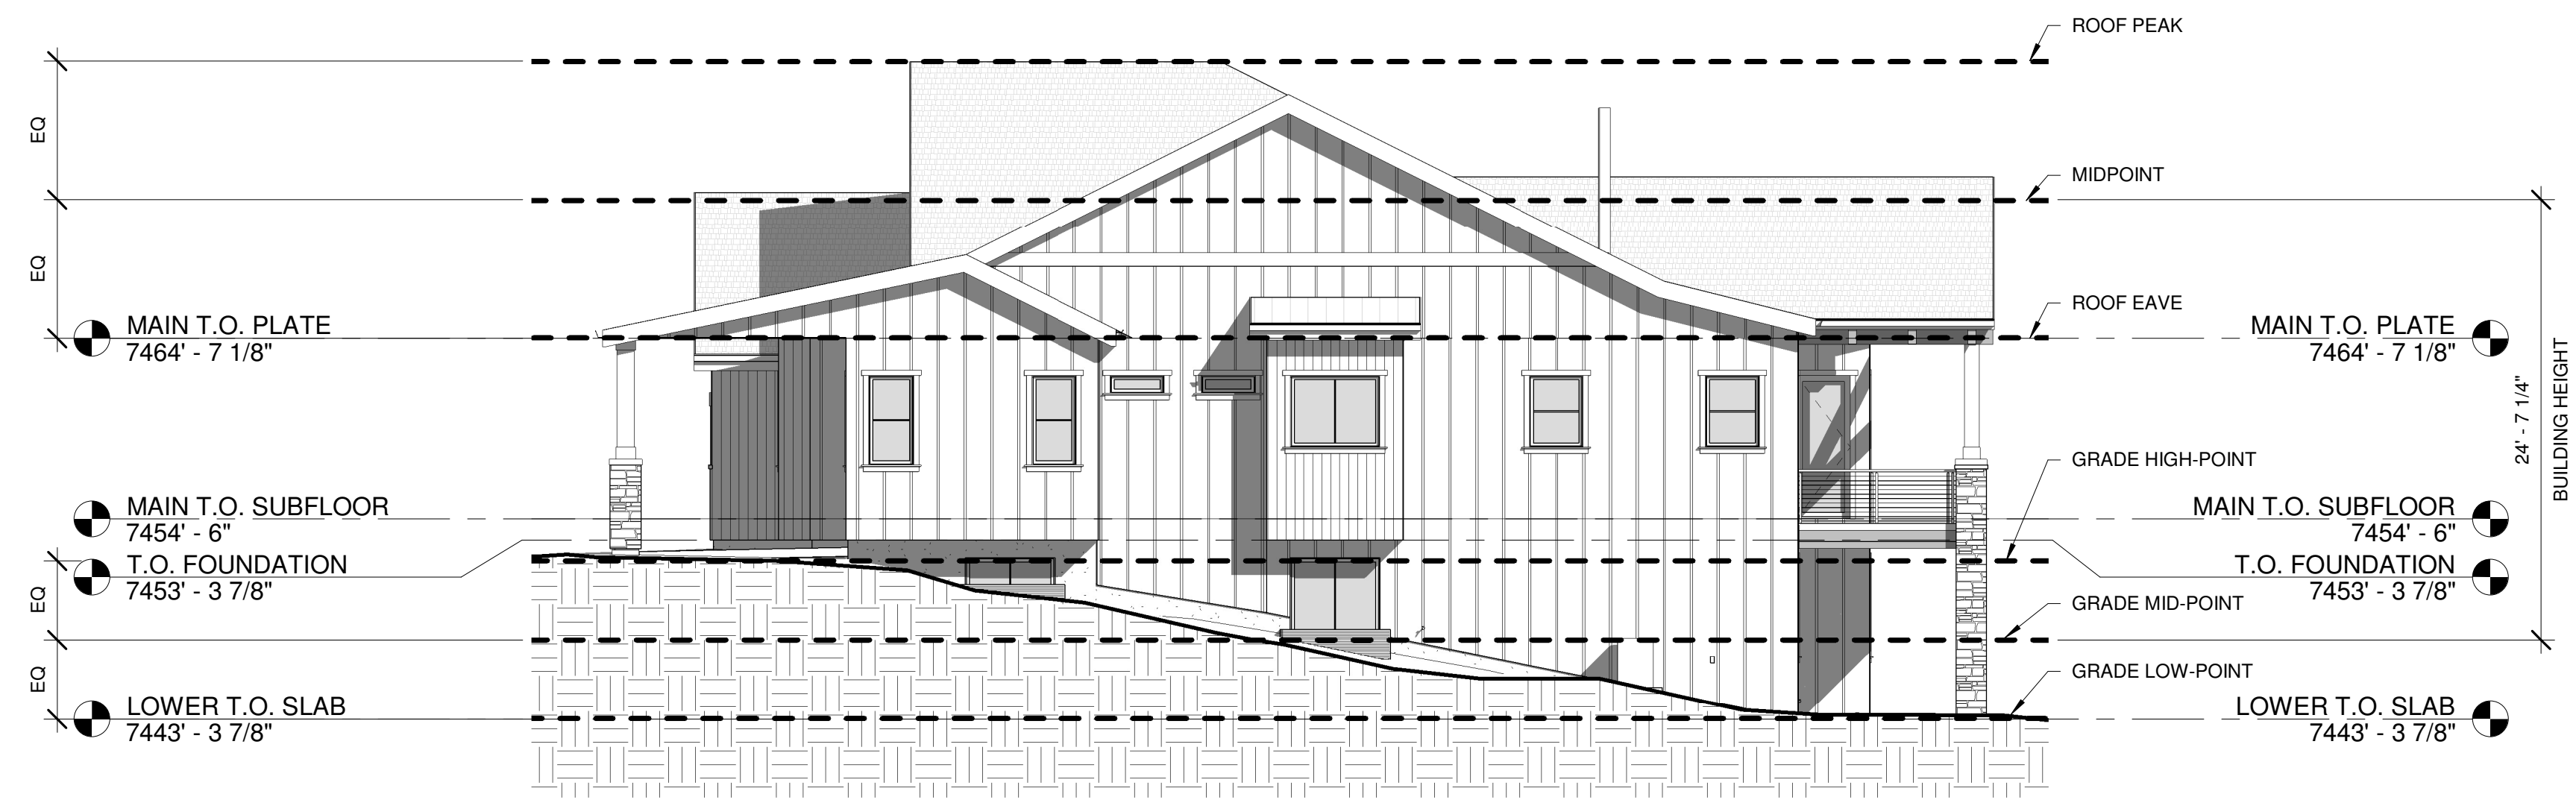 ROOF PEAK
MIDPOINT
ROOF EAVE
EQ
EQ
MAIN T.O. PLATE
7464' - 7 1/8"
MAIN T.O. PLATE
7464' - 7 1/8"
24' - 7 1/4"
BUILDING HEIGHT
GRADE HIGH-POINT
MAIN T.O. SUBFLOOR
7454' - 6"
MAIN T.O. SUBFLOOR
7454' - 6"
T.O. FOUNDATION
7453' - 3 7/8"
T.O. FOUNDATION
7453' - 3 7/8"
EQ
GRADE MID-POINT
EQ
GRADE LOW-POINT
LOWER T.O. SLAB
7443' - 3 7/8"
LOWER T.O. SLAB
7443' - 3 7/8"